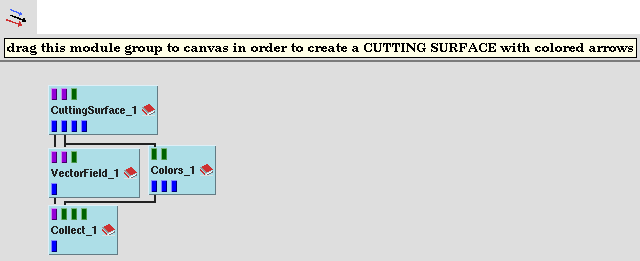 drag this module group to canvas in order to create a CUTTING SURFACE with colored arrows
CuttingSurface_1
VectorField_1
Colors_1
Collect_1